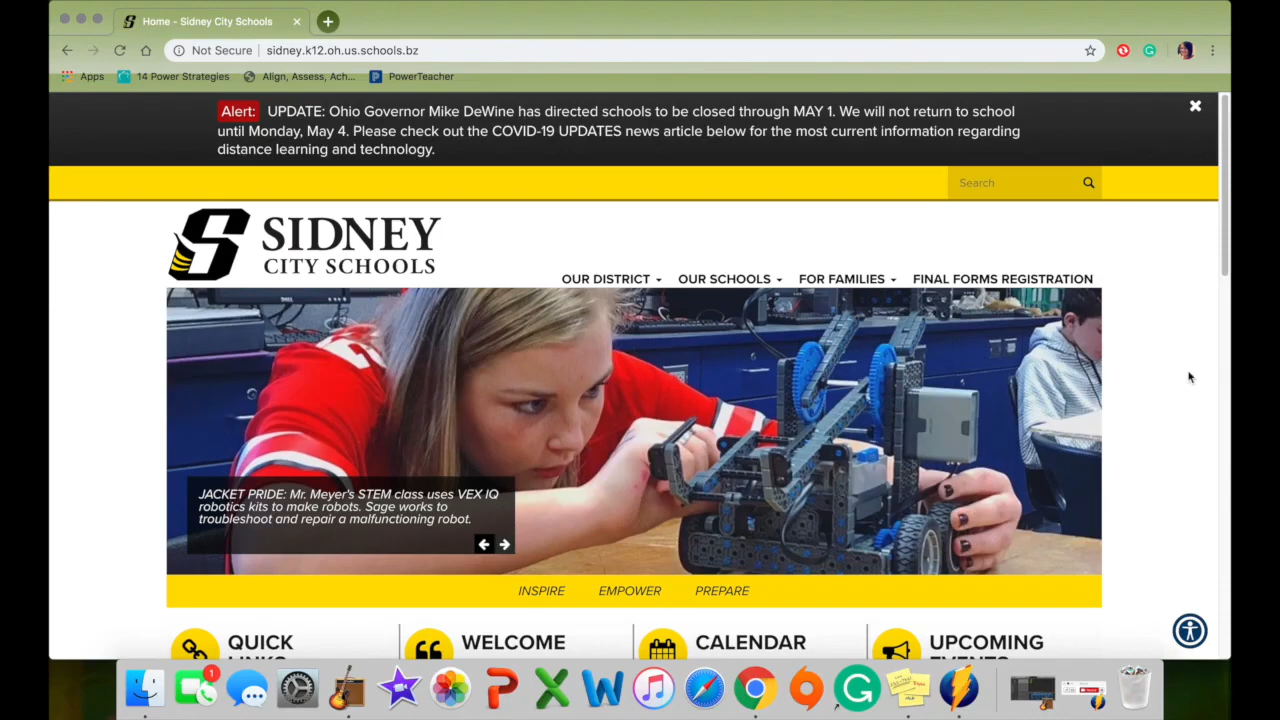 Home - Sidney City Schools
Not Secure | sidney.k12.oh.us.schools.bz
Apps 14 Power Strategies Align, Assess, Ach... PowerTeacher
Alert: UPDATE: Ohio Governor Mike DeWine has directed schools to be closed through MAY 1. We will not return to school
until Monday, May 4. Please check out the COVID-19 UPDATES news article below for the most current information regarding
distance learning and technology.
Search
S SIDNEY
CITY SCHOOLS
OUR DISTRICT OUR SCHOOLS FOR FAMILIES FINAL FORMS REGISTRATION
JACKET PRIDE: Mr. Meyer's STEM class uses VEX IQ
robotics kits to make robots. Sage works to
troubleshoot and repair a malfunctioning robot.
INSPIRE EMPOWER PREPARE
QUICK WELCOME CALENDAR UPCOMING
LINKS EVENTS
1